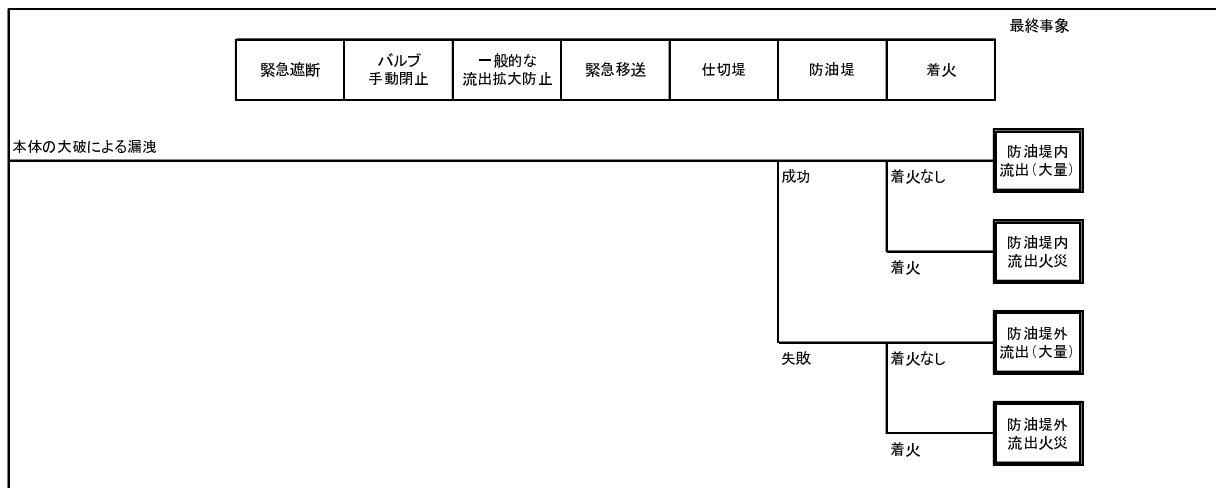 最終事象
緊急遮断
バルブ
手動閉止
一般的な
流出拡大防止
緊急移送
仕切堤
防油堤
着火
本体の大破による漏洩
成功
着火なし
防油堤内
流出(大量)
着火
防油堤内
流出火災
失敗
着火なし
防油堤外
流出(大量)
着火
防油堤外
流出火災